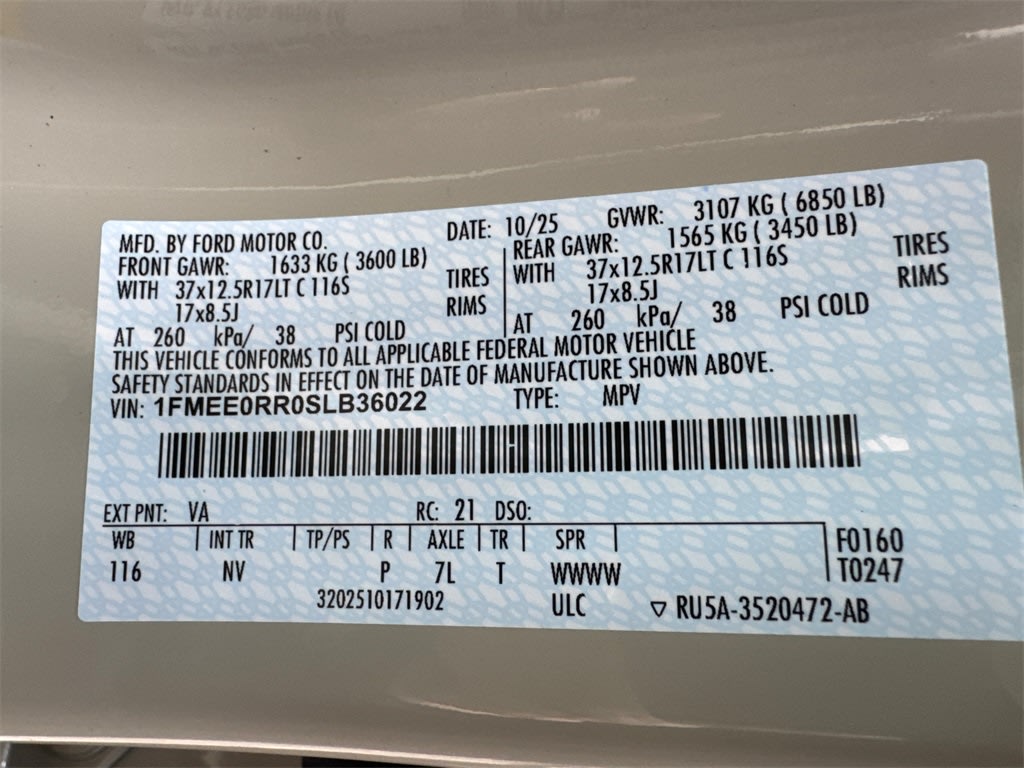 MFD. BY FORD MOTOR CO. DATE: 10/25 GVWR: 3107 KG ( 6850 LB)
FRONT GAWR: 1633 KG ( 3600 LB) REAR GAWR: 1565 KG ( 3450 LB)
WITH 37x12.5R17LT C 116S TIRES WITH 37x12.5R17LT C 116S TIRES
17x8.5J RIMS 17x8.5J RIMS
AT 260 kPa/ 38 PSI COLD AT 260 kPa/ 38 PSI COLD
THIS VEHICLE CONFORMS TO ALL APPLICABLE FEDERAL MOTOR VEHICLE
SAFETY STANDARDS IN EFFECT ON THE DATE OF MANUFACTURE SHOWN ABOVE.
VIN: 1FMEE0RR0SLB36022 TYPE: MPV
EXT PNT: VA RC: 21 DSO:
WB INT TR TP/PS R AXLE TR SPR F0160
116 NV P 7L T WWWW T0247
3202510171902 ULC ▽ RU5A-3520472-AB